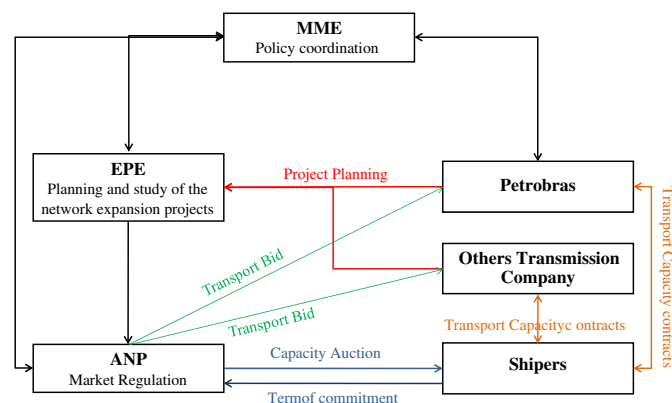 MME
Policy coordination
EPE
Planning and study of the
network expansion projects
Project Planning
Petrobras
Transport Capacity contracts
Transport Bid
Others Transmission
Company
Transport Bid
Transport Capacityc ontracts
ANP
Market Regulation
Capacity Auction
Termof commitment
Shipers